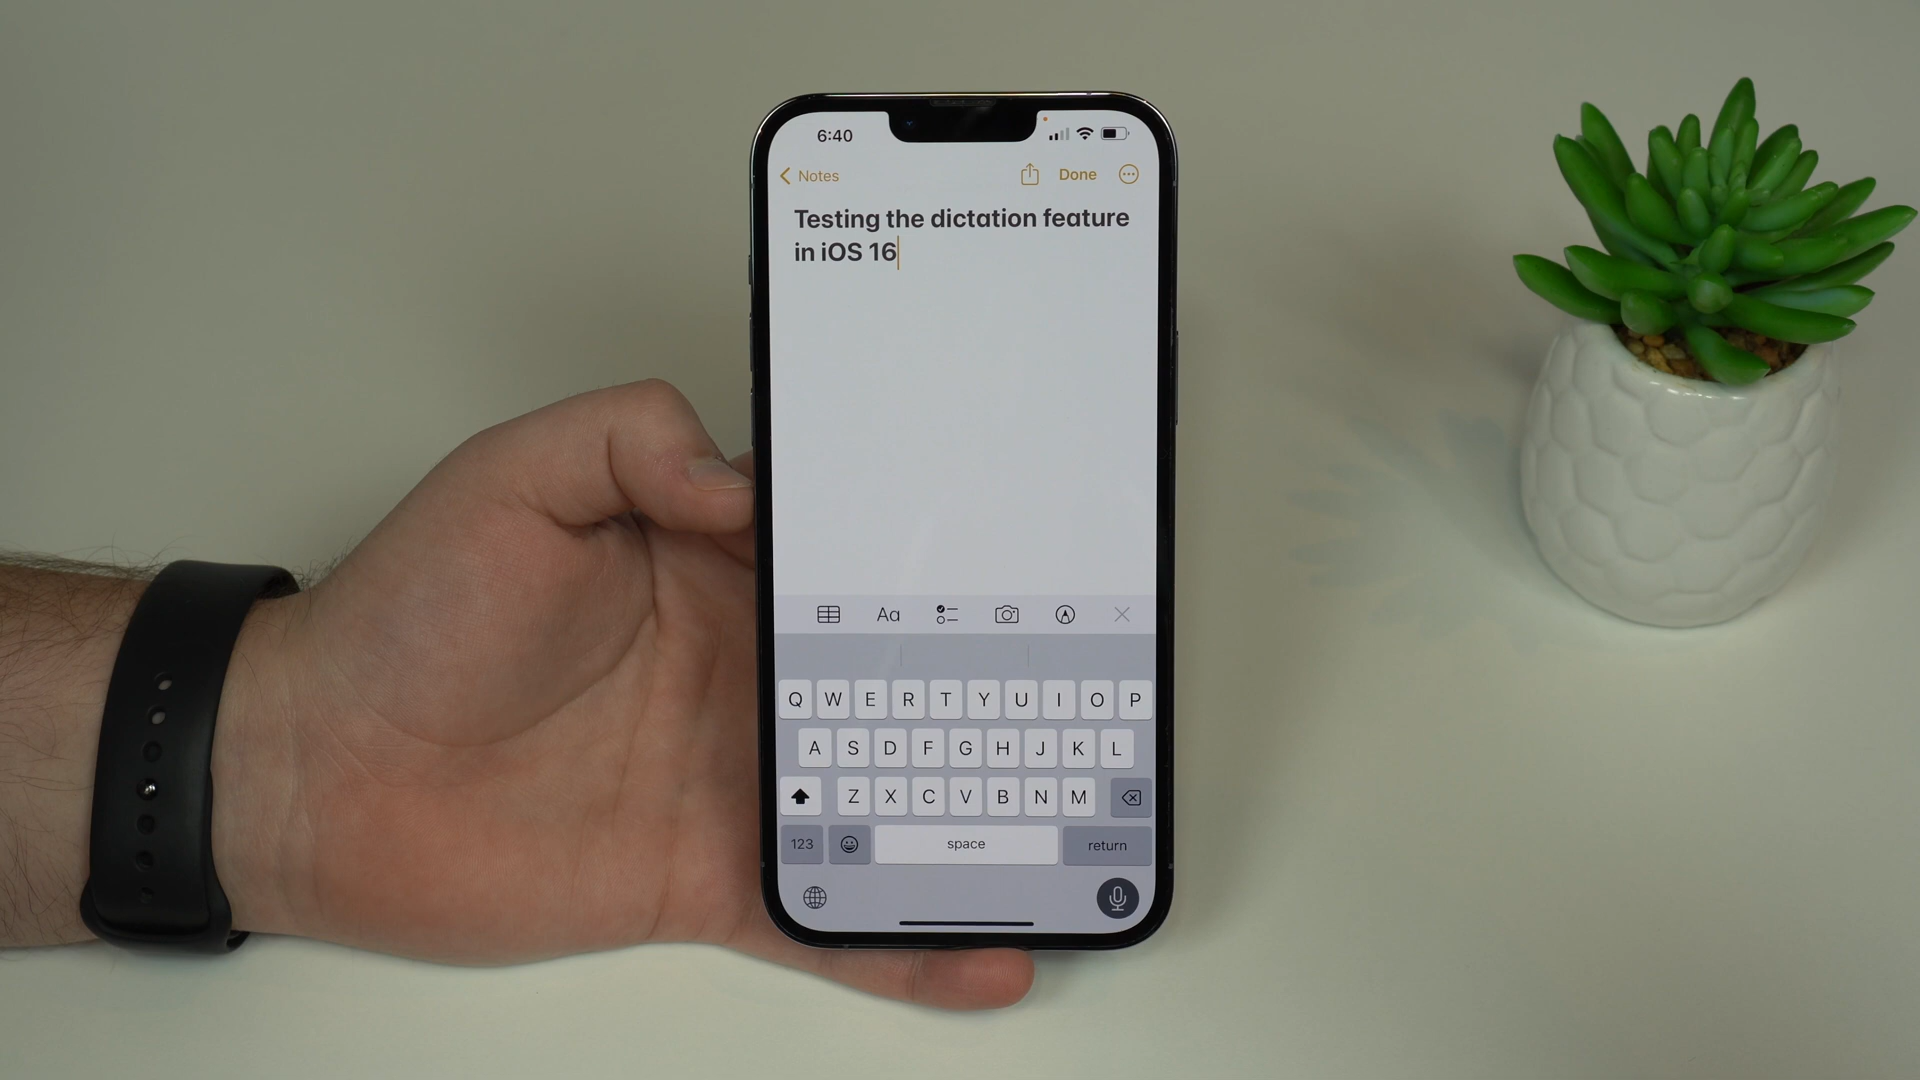 6:40
Notes Done
Testing the dictation feature
in iOS 16
Aa
Q W E R T Y U I O P
A S D F G H J K L
Z X C V B N M
123 space return